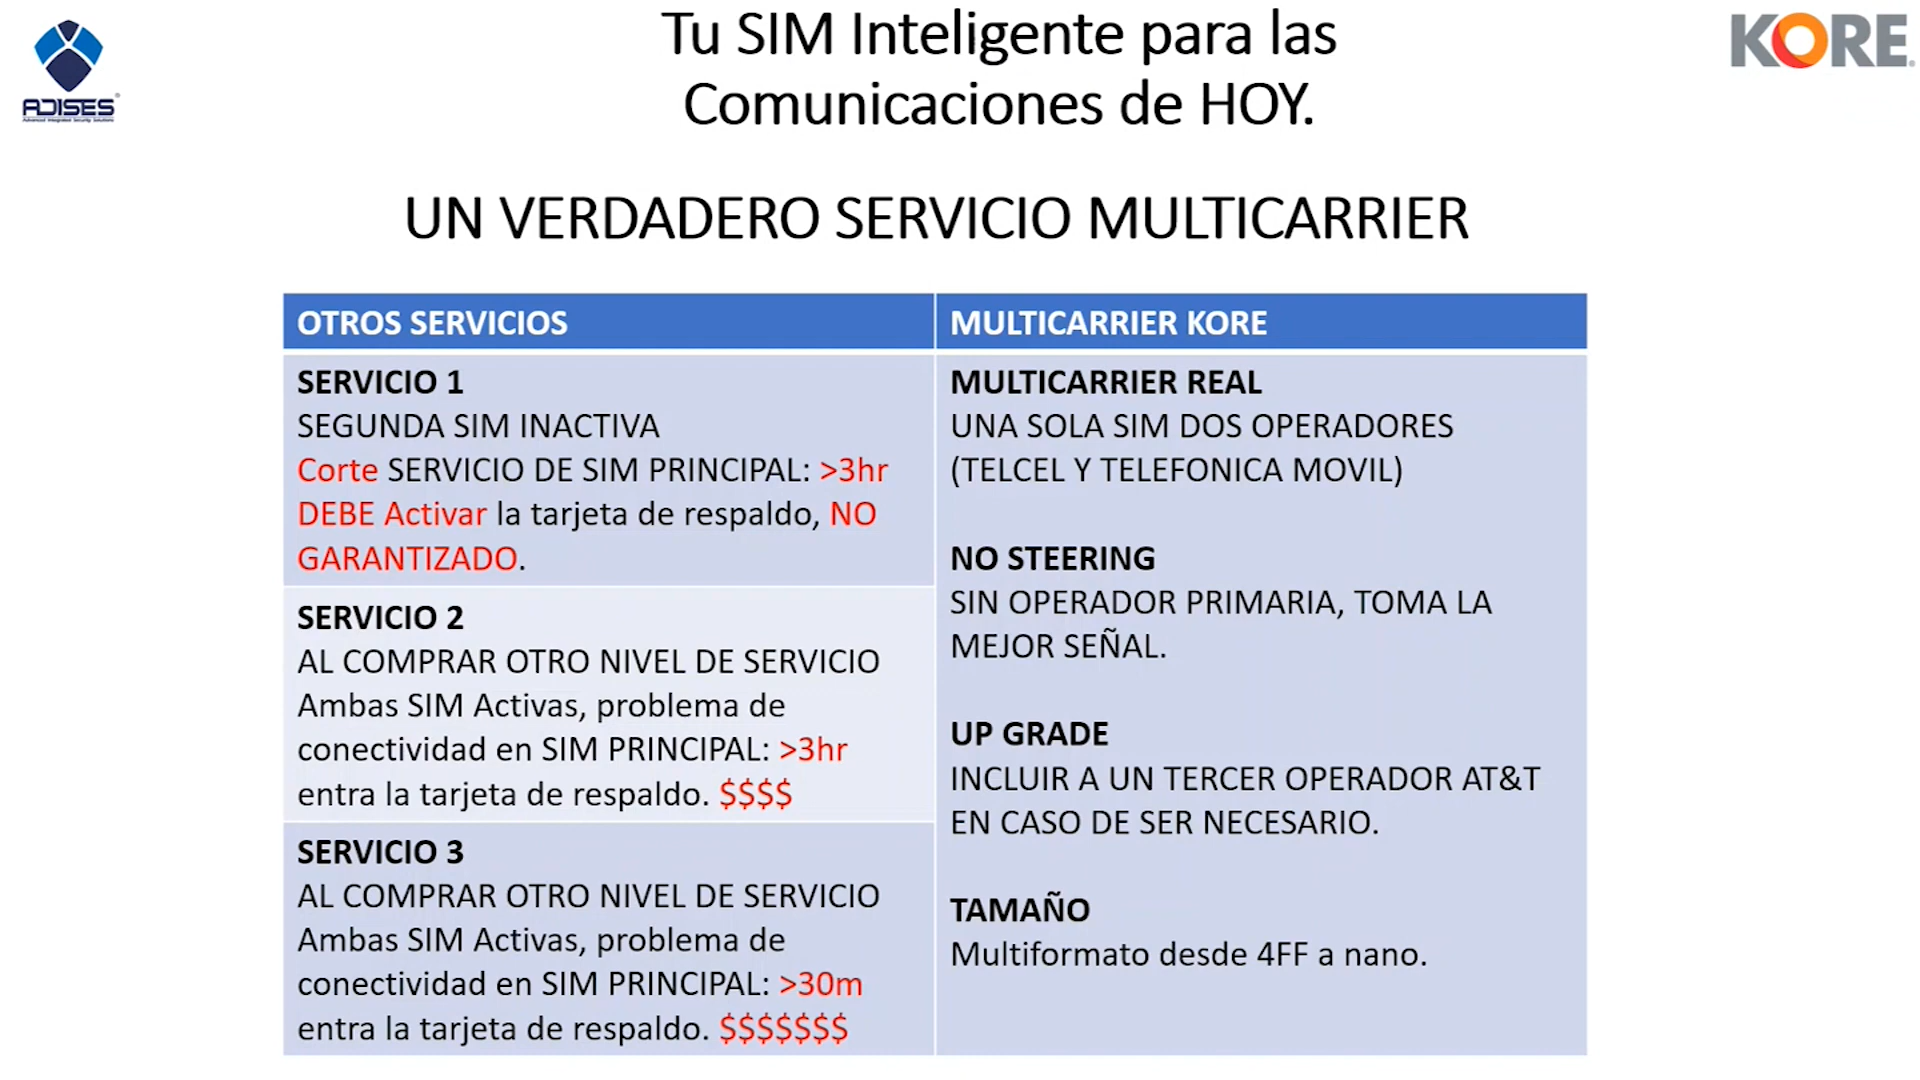 ADISES
Advanced Integrated Security Solutions
Tu SIM Inteligente para las
Comunicaciones de HOY.
KORE
UN VERDADERO SERVICIO MULTICARRIER
OTROS SERVICIOS
SERVICIO 1
SEGUNDA SIM INACTIVA
Corte SERVICIO DE SIM PRINCIPAL: >3hr
DEBE Activar la tarjeta de respaldo, NO
GARANTIZADO.
SERVICIO 2
AL COMPRAR OTRO NIVEL DE SERVICIO
Ambas SIM Activas, problema de
conectividad en SIM PRINCIPAL: >3hr
entra la tarjeta de respaldo. $$$$
SERVICIO 3
AL COMPRAR OTRO NIVEL DE SERVICIO
Ambas SIM Activas, problema de
conectividad en SIM PRINCIPAL: >30m
entra la tarjeta de respaldo. $$$$$$$
MULTICARRIER KORE
MULTICARRIER REAL
UNA SOLA SIM DOS OPERADORES
(TELCEL Y TELEFONICA MOVIL)
NO STEERING
SIN OPERADOR PRIMARIA, TOMA LA
MEJOR SEÑAL.
UP GRADE
INCLUIR A UN TERCER OPERADOR AT&T
EN CASO DE SER NECESARIO.
TAMAÑO
Multiformato desde 4FF a nano.